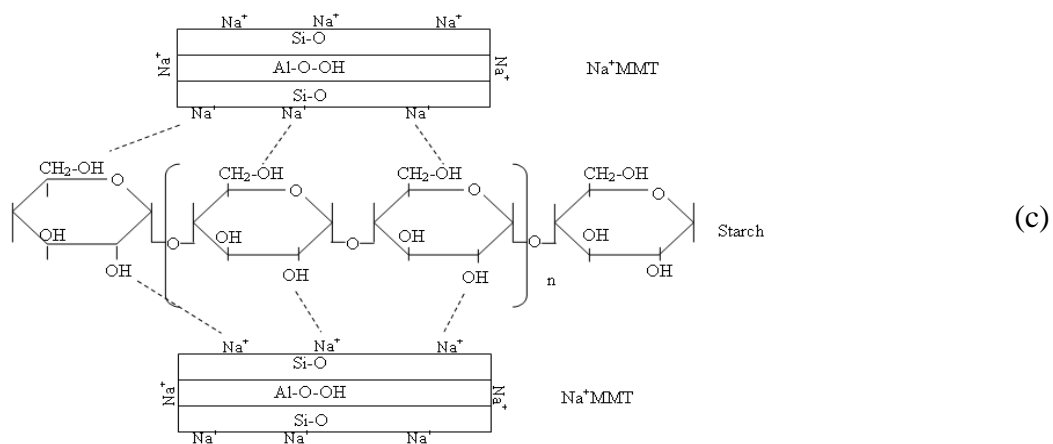 Na⁺ Na⁺ Na⁺
Si-O
Na⁺ Al-O-OH Na⁺ Na⁺MMT
Si-O
Na⁺ Na⁺ Na⁺
CH₂-OH CH₂-OH CH₂-OH CH₂-OH
O O O O
OH OH OH OH Starch (c)
O O O
OH OH OH OH n
Na⁺ Na⁺ Na⁺
Si-O
Na⁺ Al-O-OH Na⁺ Na⁺MMT
Si-O
Na⁺ Na⁺ Na⁺